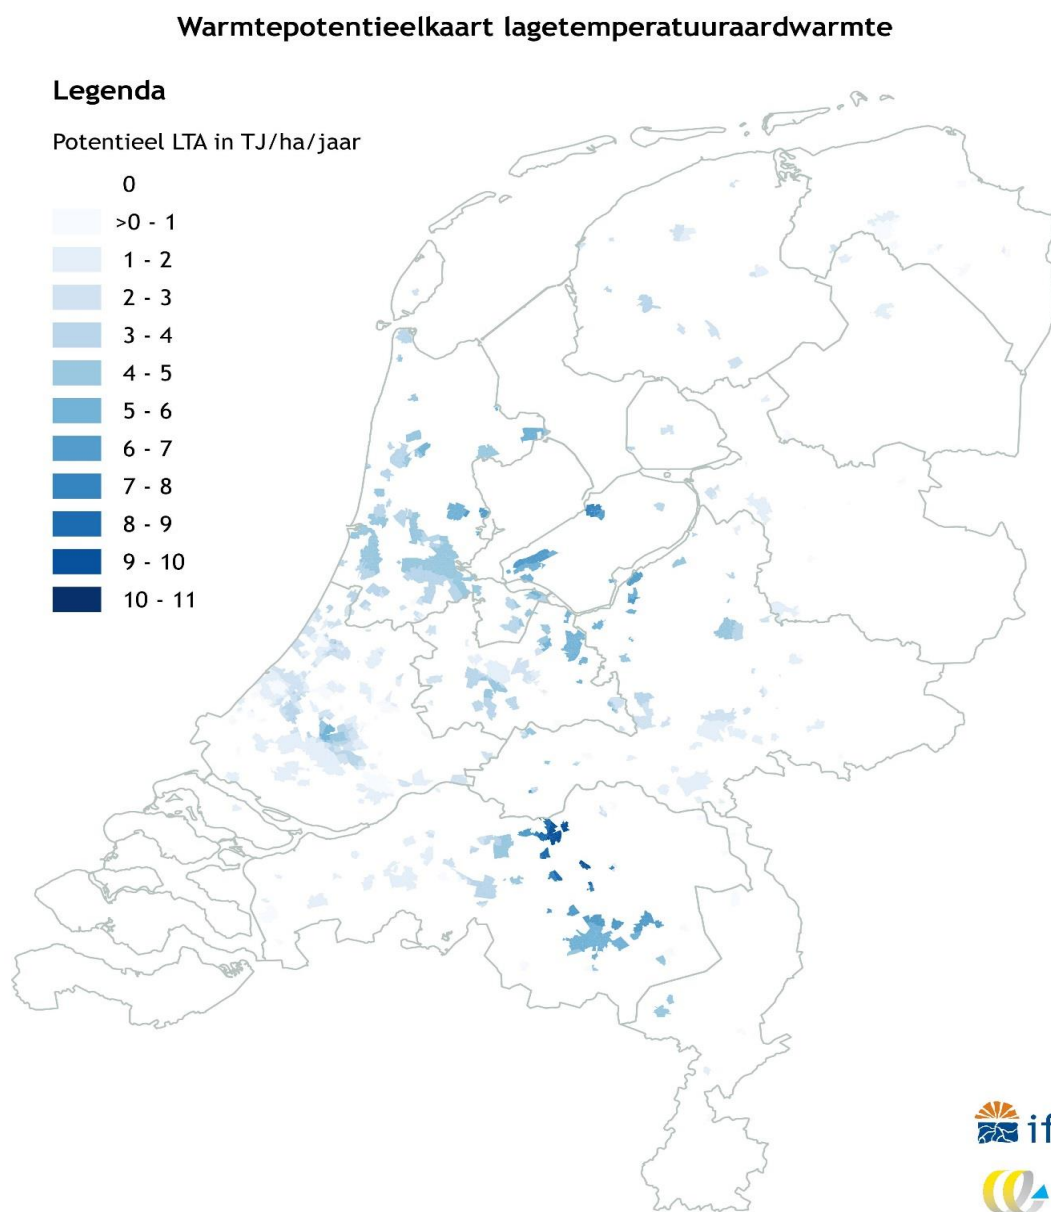 Warmtepotentieelkaart lagetemperatuuraardwarmte
Legenda
Potentieel LTA in TJ/ha/jaar
0
>0 - 1
1 - 2
2 - 3
3 - 4
4 - 5
5 - 6
6 - 7
7 - 8
8 - 9
9 - 10
10 - 11
if